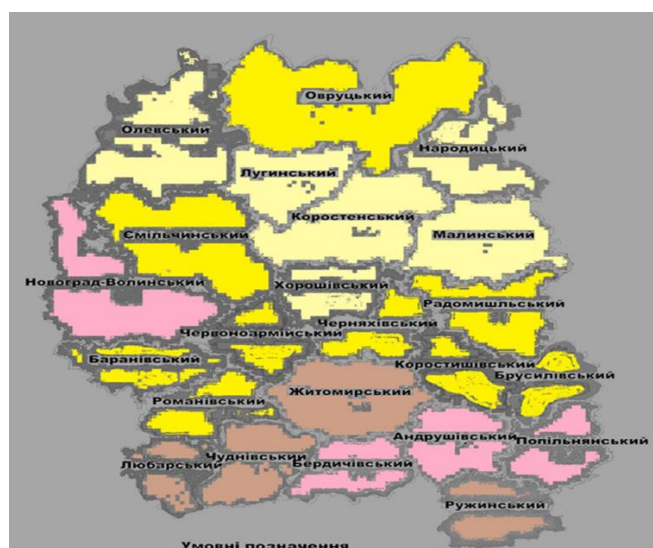 Овруцький
Олевський
Народицький
Лугинський
Коростенський
Ємільчинський
Малинський
Новоград-Волинський
Хорошівський
Радомишльський
Черняхівський
Червоноармійський
Баранівський
Коростишівський
Брусилівський
Житомирський
Романівський
Андрушівський
Попільнянський
Чуднівський
Любарський
Бердичівський
Ружинський
Умовні позначення